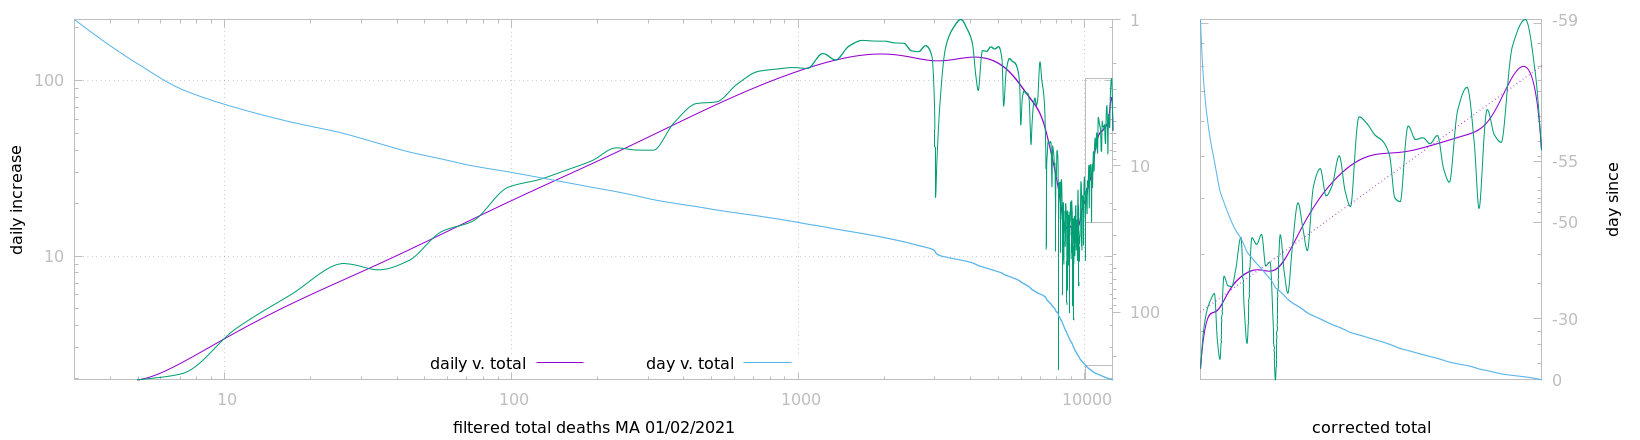 1
-59
100
daily increase
10
-55
-50
day since
10
100
-30
daily v. total
day v. total
0
10
100
1000
10000
filtered total deaths MA 01/02/2021
corrected total